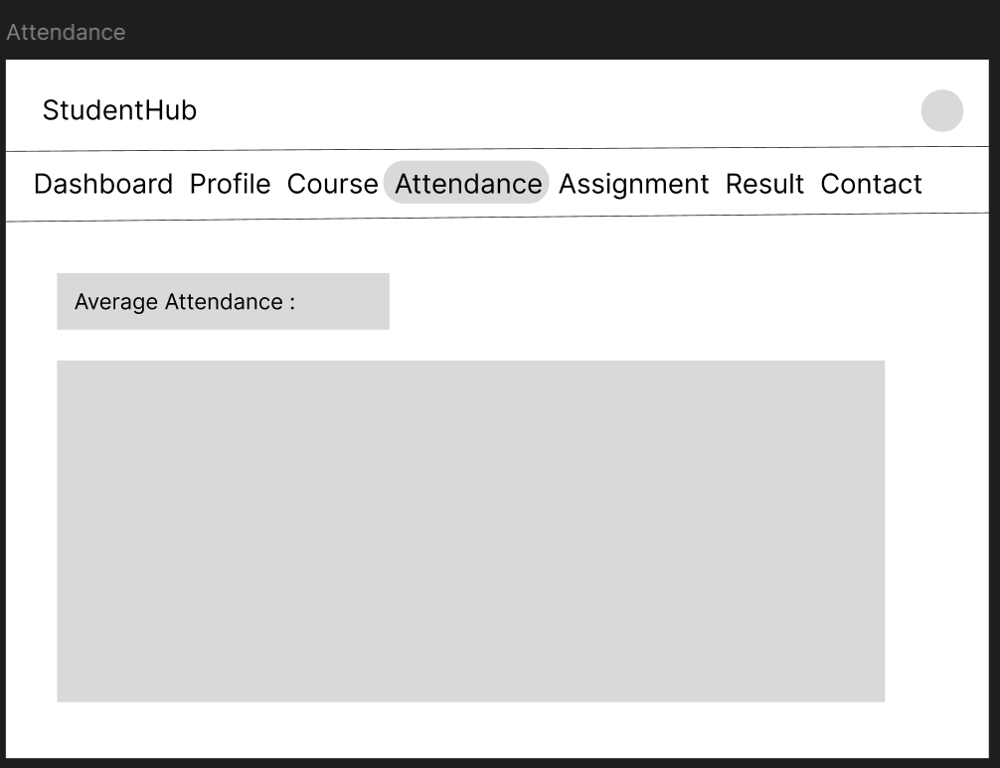 Attendance
StudentHub
Dashboard Profile Course Attendance Assignment Result Contact
Average Attendance :